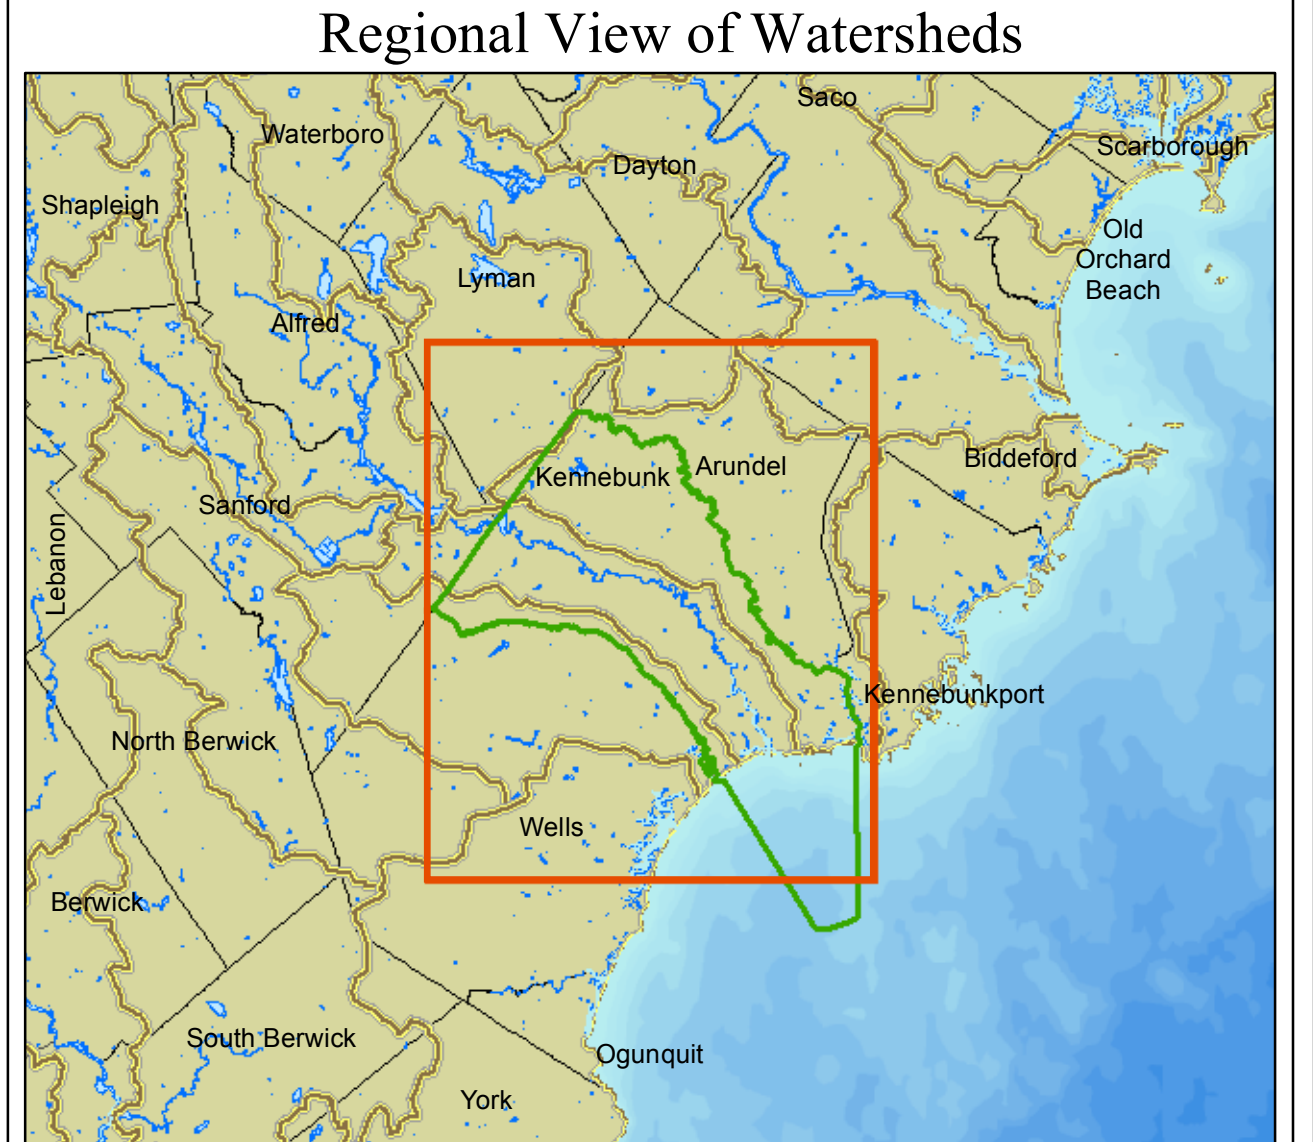 Regional View of Watersheds
Saco
Waterboro
Scarborough
Dayton
Shapleigh
Old
Orchard
Beach
Lyman
Alfred
Biddeford
Arundel
Kennebunk
Sanford
Lebanon
Kennebunkport
North Berwick
Wells
Berwick
South Berwick
Ogunquit
York